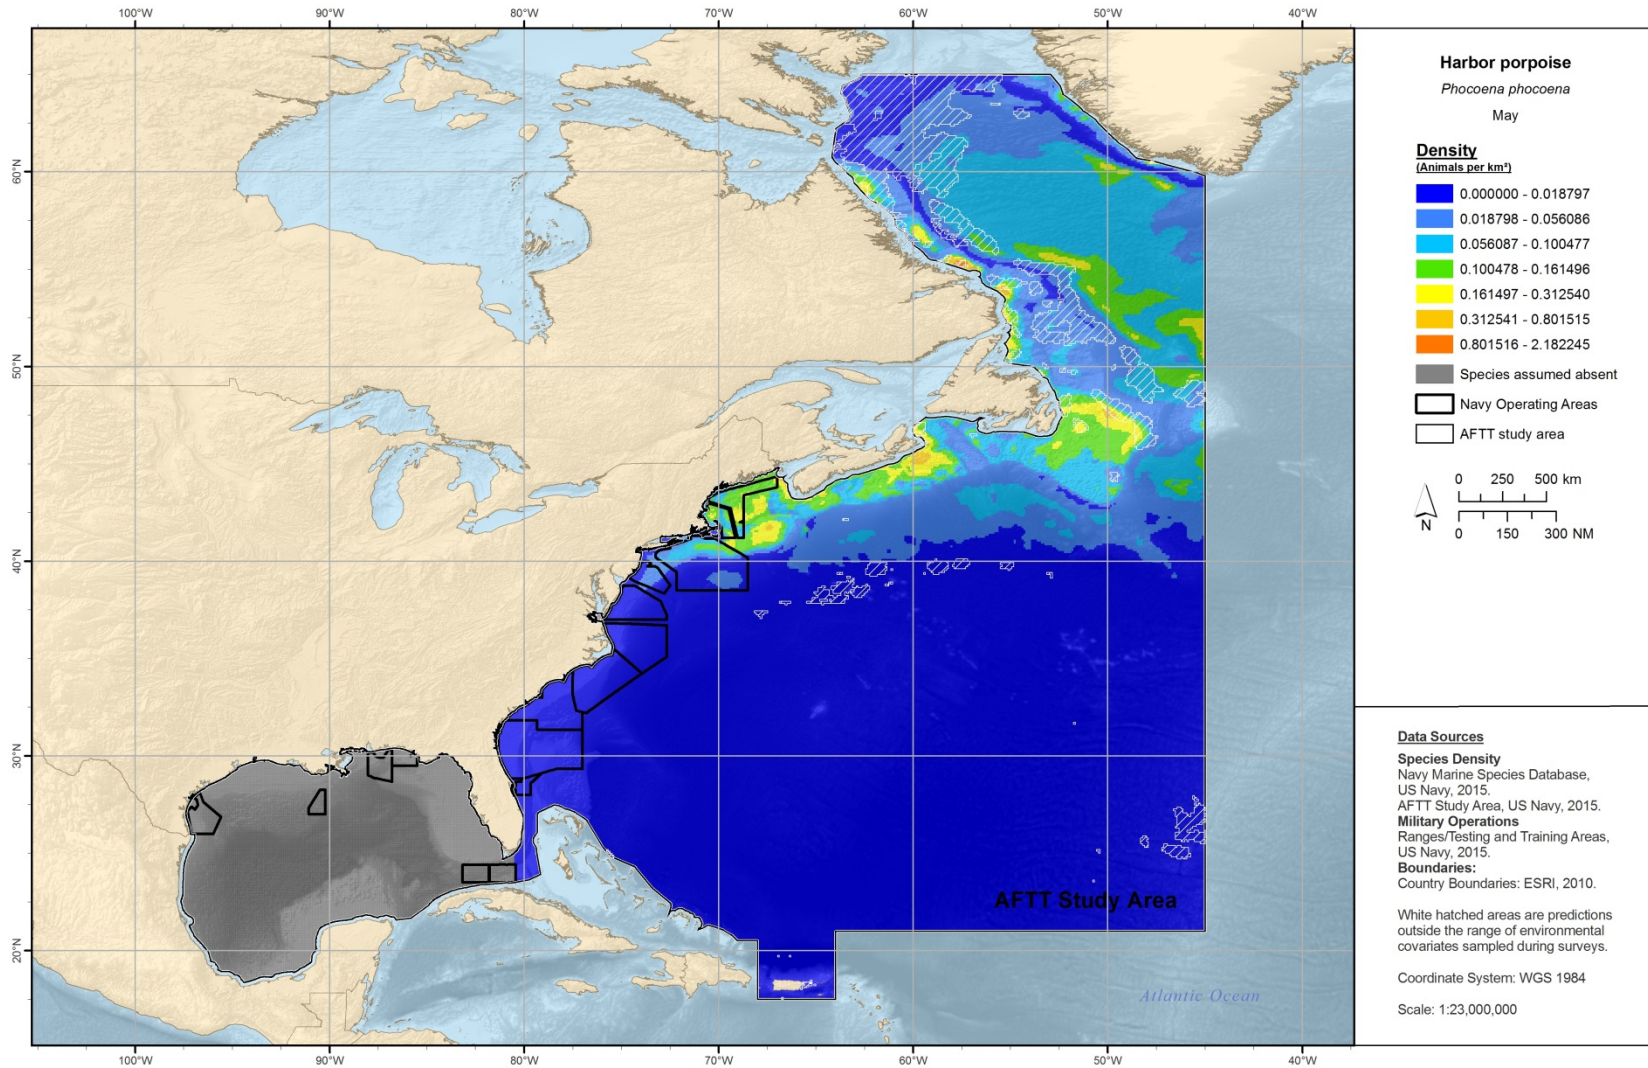 100°W 90°W 80°W 70°W 60°W 50°W 40°W
60°N
50°N
40°N
30°N
20°N
60°N
50°N
40°N
30°N
20°N
AFTT Study Area
Atlantic Ocean
100°W 90°W 80°W 70°W 60°W 50°W 40°W
Harbor porpoise
Phocoena phocoena
May
Density
(Animals per km²)
0.000000 - 0.018797
0.018798 - 0.056086
0.056087 - 0.100477
0.100478 - 0.161496
0.161497 - 0.312540
0.312541 - 0.801515
0.801516 - 2.182245
Species assumed absent
Navy Operating Areas
AFTT study area
N
0 250 500 km
0 150 300 NM
Data Sources
Species Density
Navy Marine Species Database,
US Navy, 2015.
AFTT Study Area, US Navy, 2015.
Military Operations
Ranges/Testing and Training Areas,
US Navy, 2015.
Boundaries:
Country Boundaries: ESRI, 2010.
White hatched areas are predictions
outside the range of environmental
covariates sampled during surveys.
Coordinate System: WGS 1984
Scale: 1:23,000,000